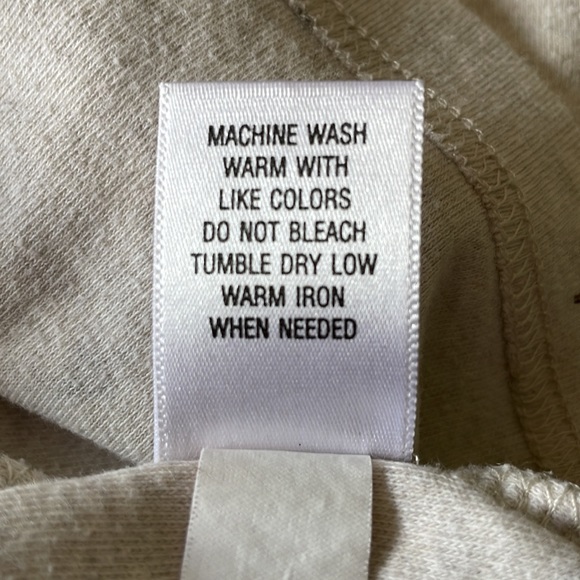 MACHINE WASH
WARM WITH
LIKE COLORS
DO NOT BLEACH
TUMBLE DRY LOW
WARM IRON
WHEN NEEDED